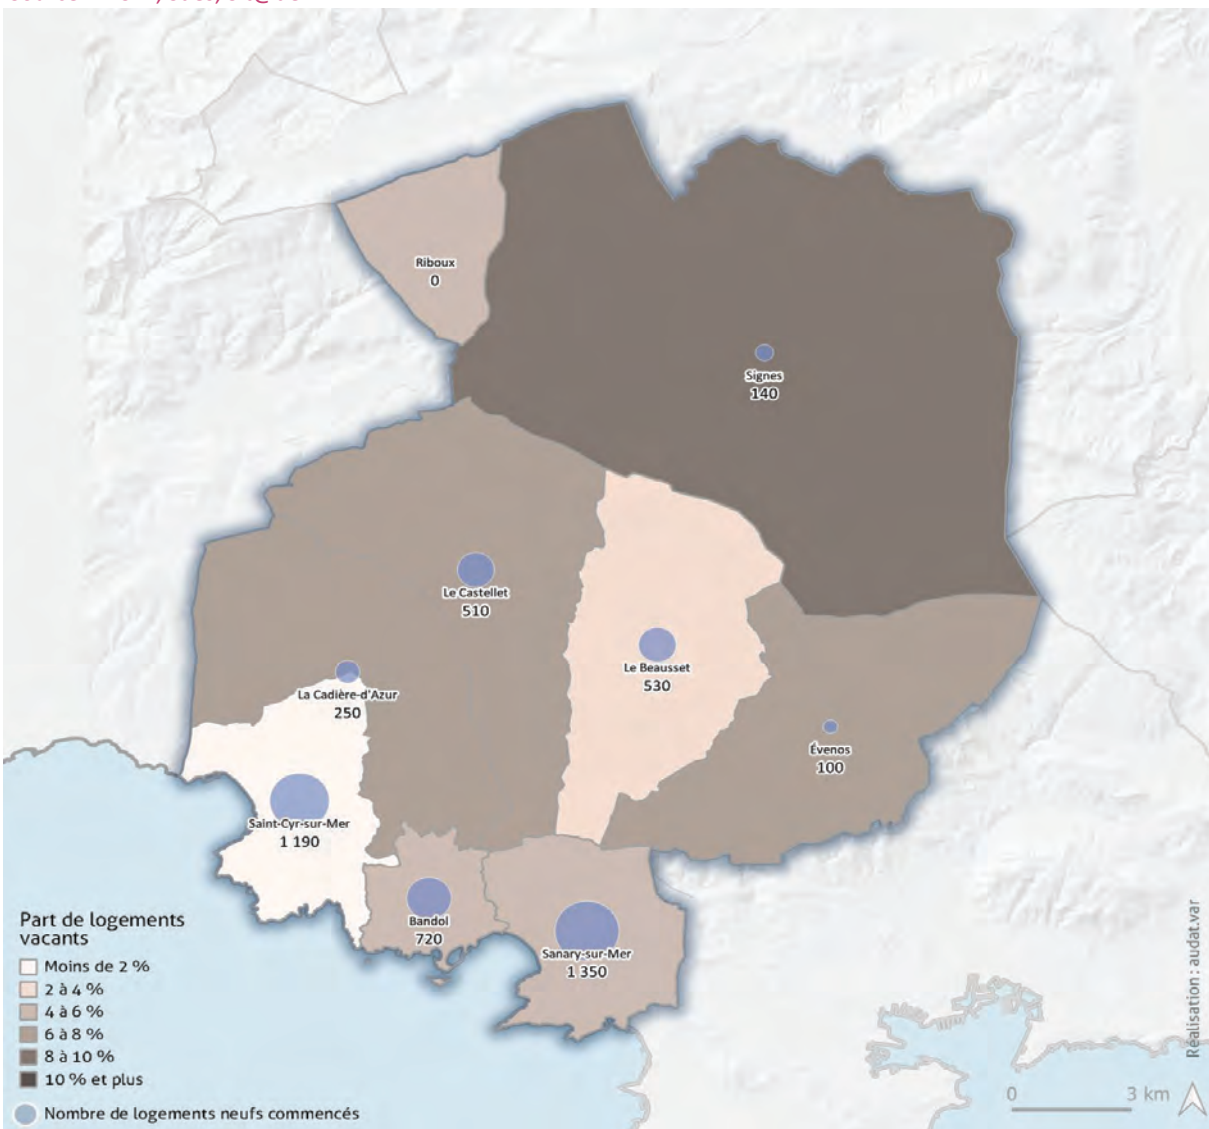 Riboux
0
Signes
140
Le Castellet
510
Le Beausset
530
La Cadière-d'Azur
250
Évenos
100
Saint-Cyr-sur-Mer
1 190
Bandol
720
Sanary-sur-Mer
1 350
Part de logements
vacants
Moins de 2 %
2 à 4 %
4 à 6 %
6 à 8 %
8 à 10 %
10 % et plus
Nombre de logements neufs commencés
0 3 km
Réalisation : audat.var